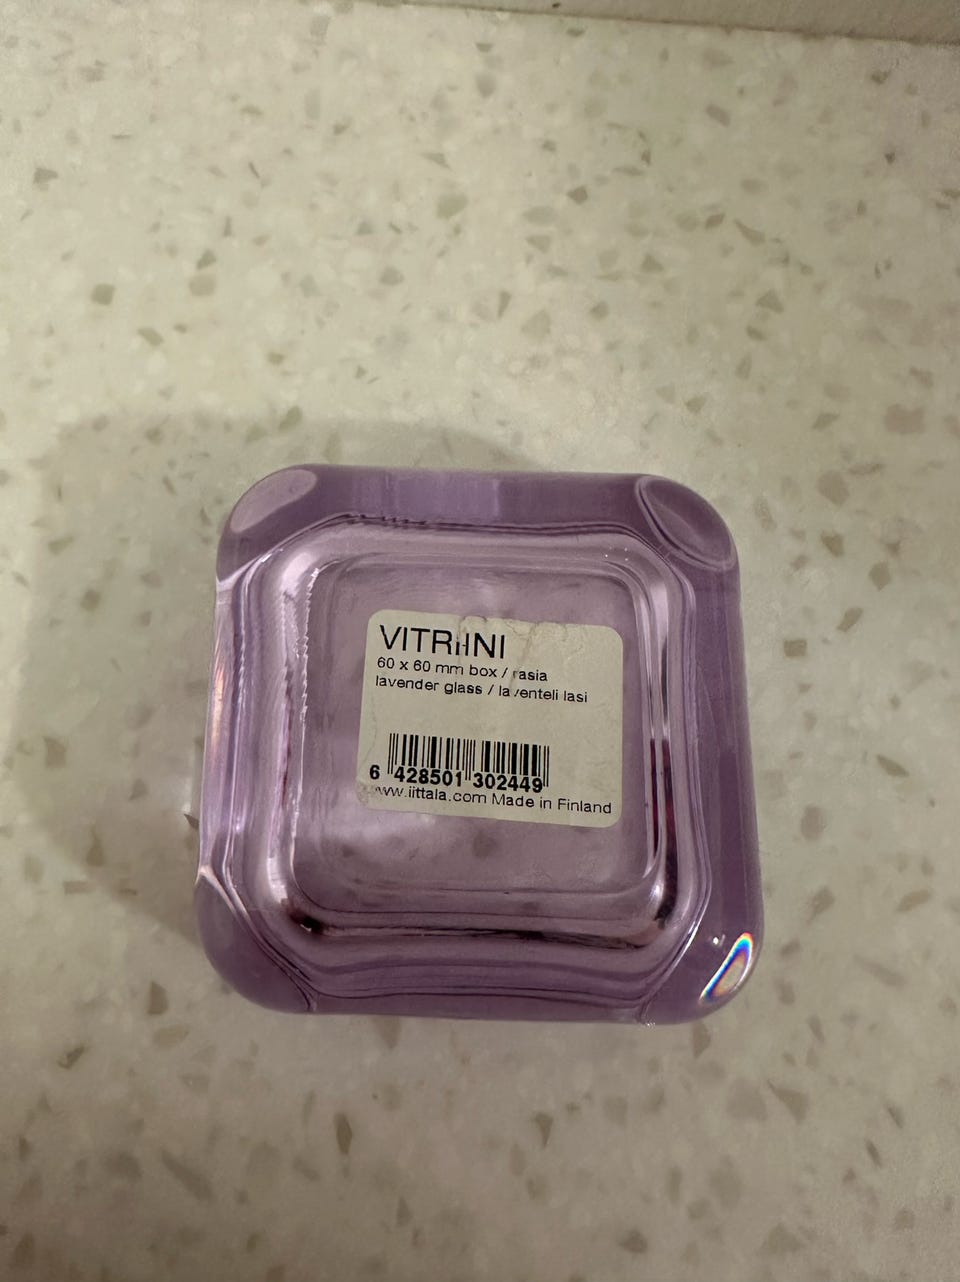 VITRIINI
60 x 60 mm box / rasia
lavender glass / laventeli lasi
6 428501 302449
www.iittala.com Made in Finland